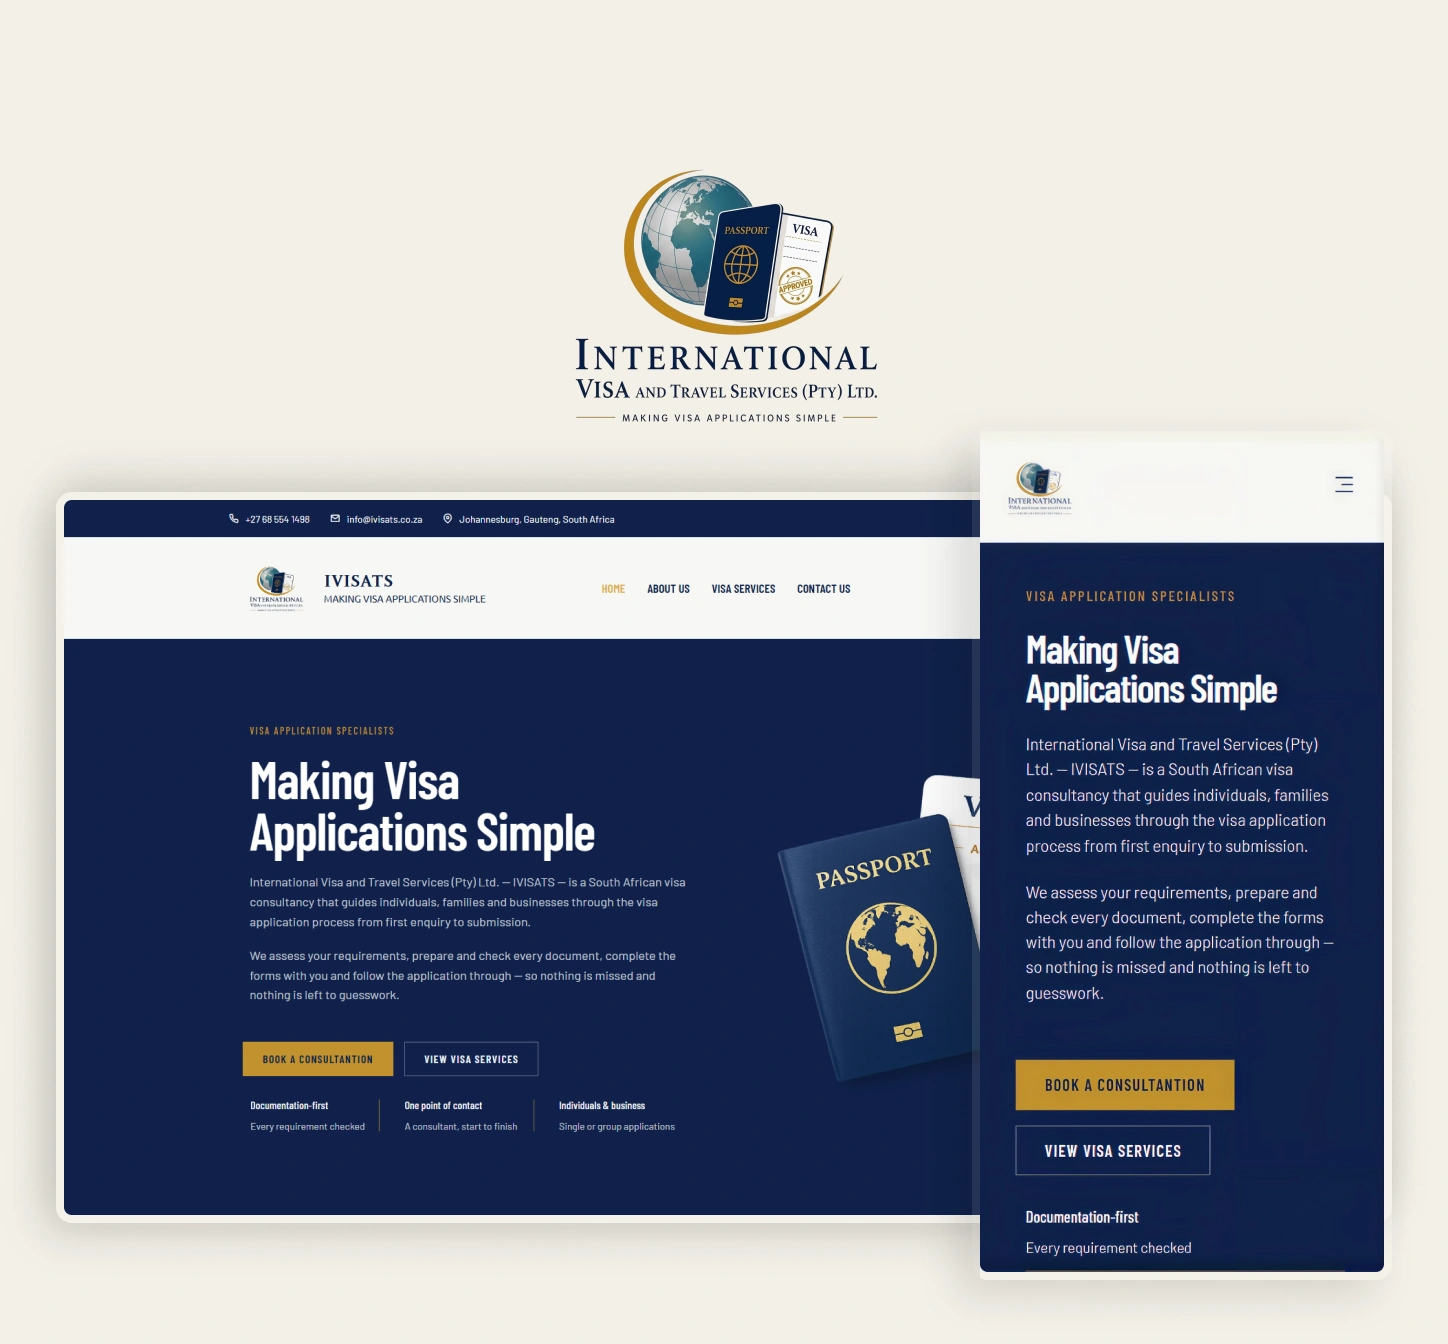 PASSPORT
VISA
APPROVED
INTERNATIONAL
VISA AND TRAVEL SERVICES (PTY) LTD.
MAKING VISA APPLICATIONS SIMPLE
+27 68 554 1498
info@ivisats.co.za
Johannesburg, Gauteng, South Africa
INTERNATIONAL
IVISATS
MAKING VISA APPLICATIONS SIMPLE
HOME
ABOUT US
VISA SERVICES
CONTACT US
VISA APPLICATION SPECIALISTS
Making Visa
Applications Simple
International Visa and Travel Services (Pty) Ltd. — IVISATS — is a South African visa
consultancy that guides individuals, families and businesses through the visa
application process from first enquiry to submission.
We assess your requirements, prepare and check every document, complete the
forms with you and follow the application through — so nothing is missed and
nothing is left to guesswork.
BOOK A CONSULTANTION
VIEW VISA SERVICES
Documentation-first
Every requirement checked
One point of contact
A consultant, start to finish
Individuals & business
Single or group applications
PASSPORT
V
A
INTERNATIONAL
VISA APPLICATION SPECIALISTS
Making Visa
Applications Simple
International Visa and Travel Services (Pty)
Ltd. — IVISATS — is a South African visa
consultancy that guides individuals, families
and businesses through the visa application
process from first enquiry to submission.
We assess your requirements, prepare and
check every document, complete the forms
with you and follow the application through —
so nothing is missed and nothing is left to
guesswork.
BOOK A CONSULTANTION
VIEW VISA SERVICES
Documentation-first
Every requirement checked